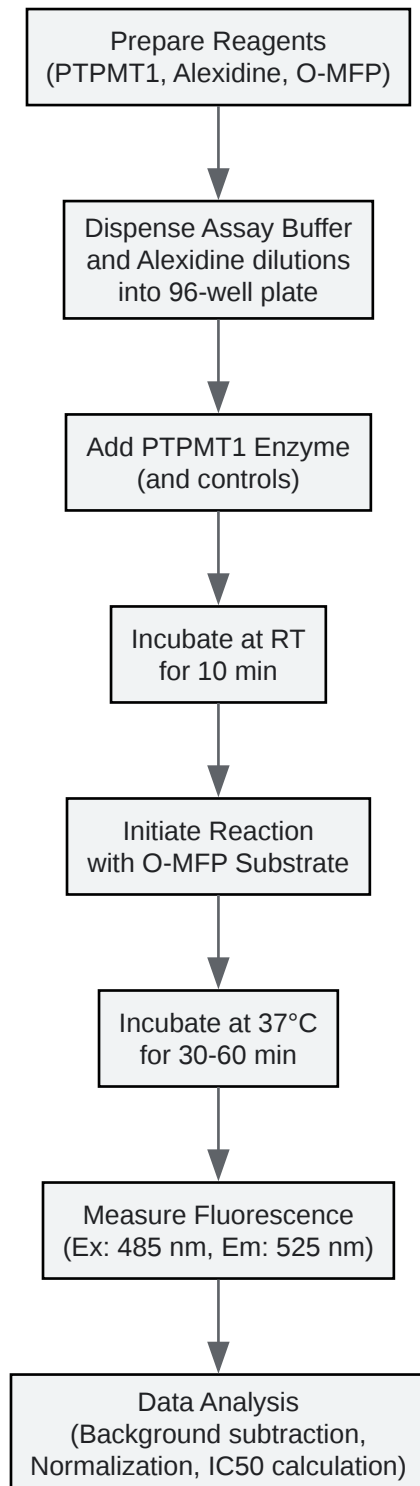 Prepare Reagents
(PTPMT1, Alexidine, O-MFP)
Dispense Assay Buffer
and Alexidine dilutions
into 96-well plate
Add PTPMT1 Enzyme
(and controls)
Incubate at RT
for 10 min
Initiate Reaction
with O-MFP Substrate
Incubate at 37°C
for 30-60 min
Measure Fluorescence
(Ex: 485 nm, Em: 525 nm)
Data Analysis
(Background subtraction,
Normalization, IC50 calculation)